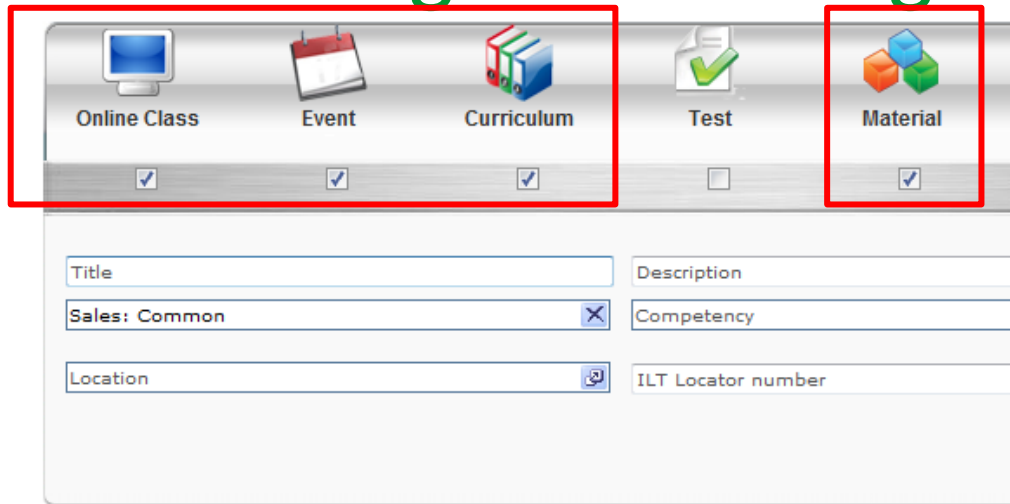 Online Class Event Curriculum Test Material
Title Description
Sales: Common Competency
Location ILT Locator number